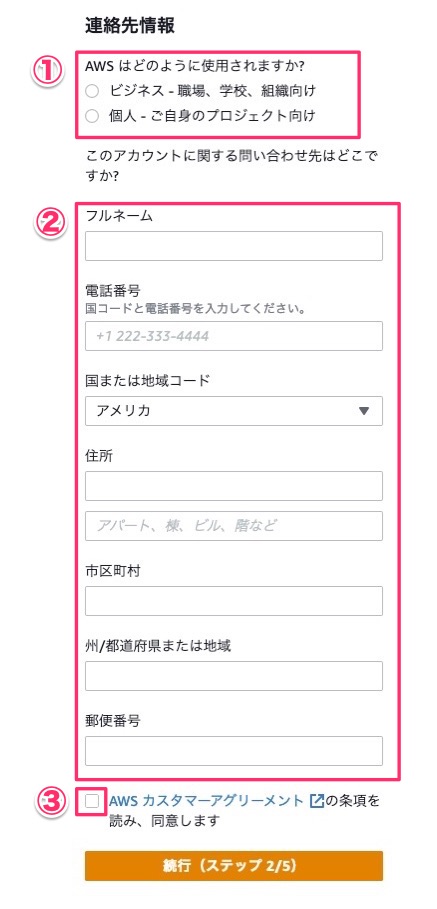 連絡先情報
①
AWS はどのように使用されますか?
ビジネス - 職場、学校、組織向け
個人 - ご自身のプロジェクト向け
このアカウントに関する問い合わせ先はどこで
すか?
②
フルネーム
電話番号
国コードと電話番号を入力してください。
+1 222-333-4444
国または地域コード
アメリカ
住所
アパート、棟、ビル、階など
市区町村
州/都道府県または地域
郵便番号
③
AWS カスタマーアグリーメント の条項を
読み、同意します
続行（ステップ 2/5）